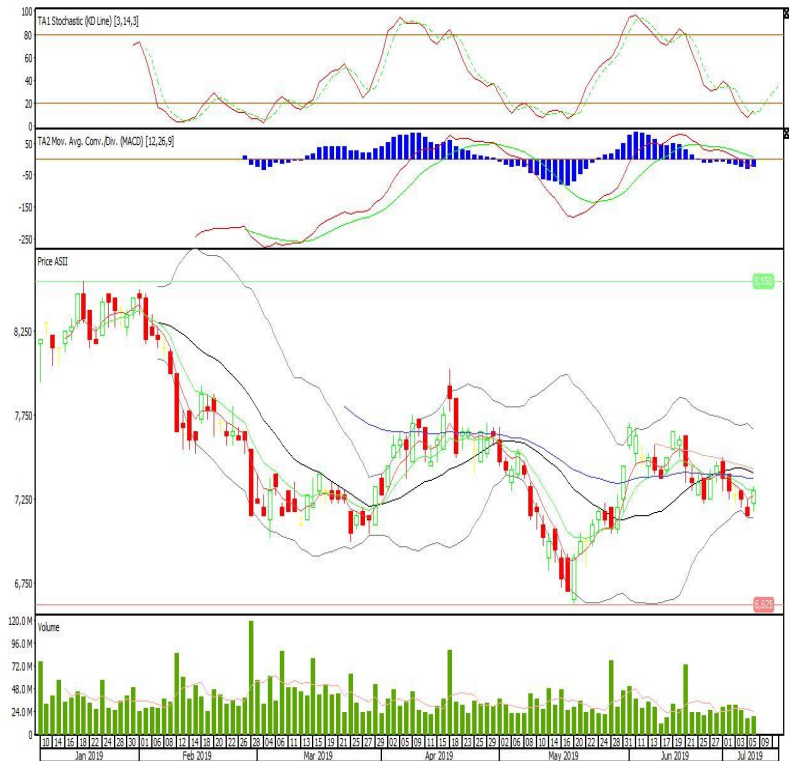 100
TA1 Stochastic (KD Line) [3,14,3]
80
60
40
20
0
TA2 Mov. Avg. Conv./Div. (MACD) [12,26,9]
50
-50
-150
-250
Price ASII
8,550
8,250
7,750
7,250
6,750
6,625
120.0 M
Volume
96.0 M
72.0 M
48.0 M
24.0 M
0
10 14 16 18 22 24 28 30 01 06 08 12 14 18 20 22 26 28 04 06 08 11 13 15 19 21 25 27 29 02 05 09 11 15 18 23 25 29 02 06 08 10 14 16 20 22 24 28 31 11 13 17 19 21 25 27 01 03 05 09
Jan 2019 Feb 2019 Mar 2019 Apr 2019 May 2019 Jun 2019 Jul 2019